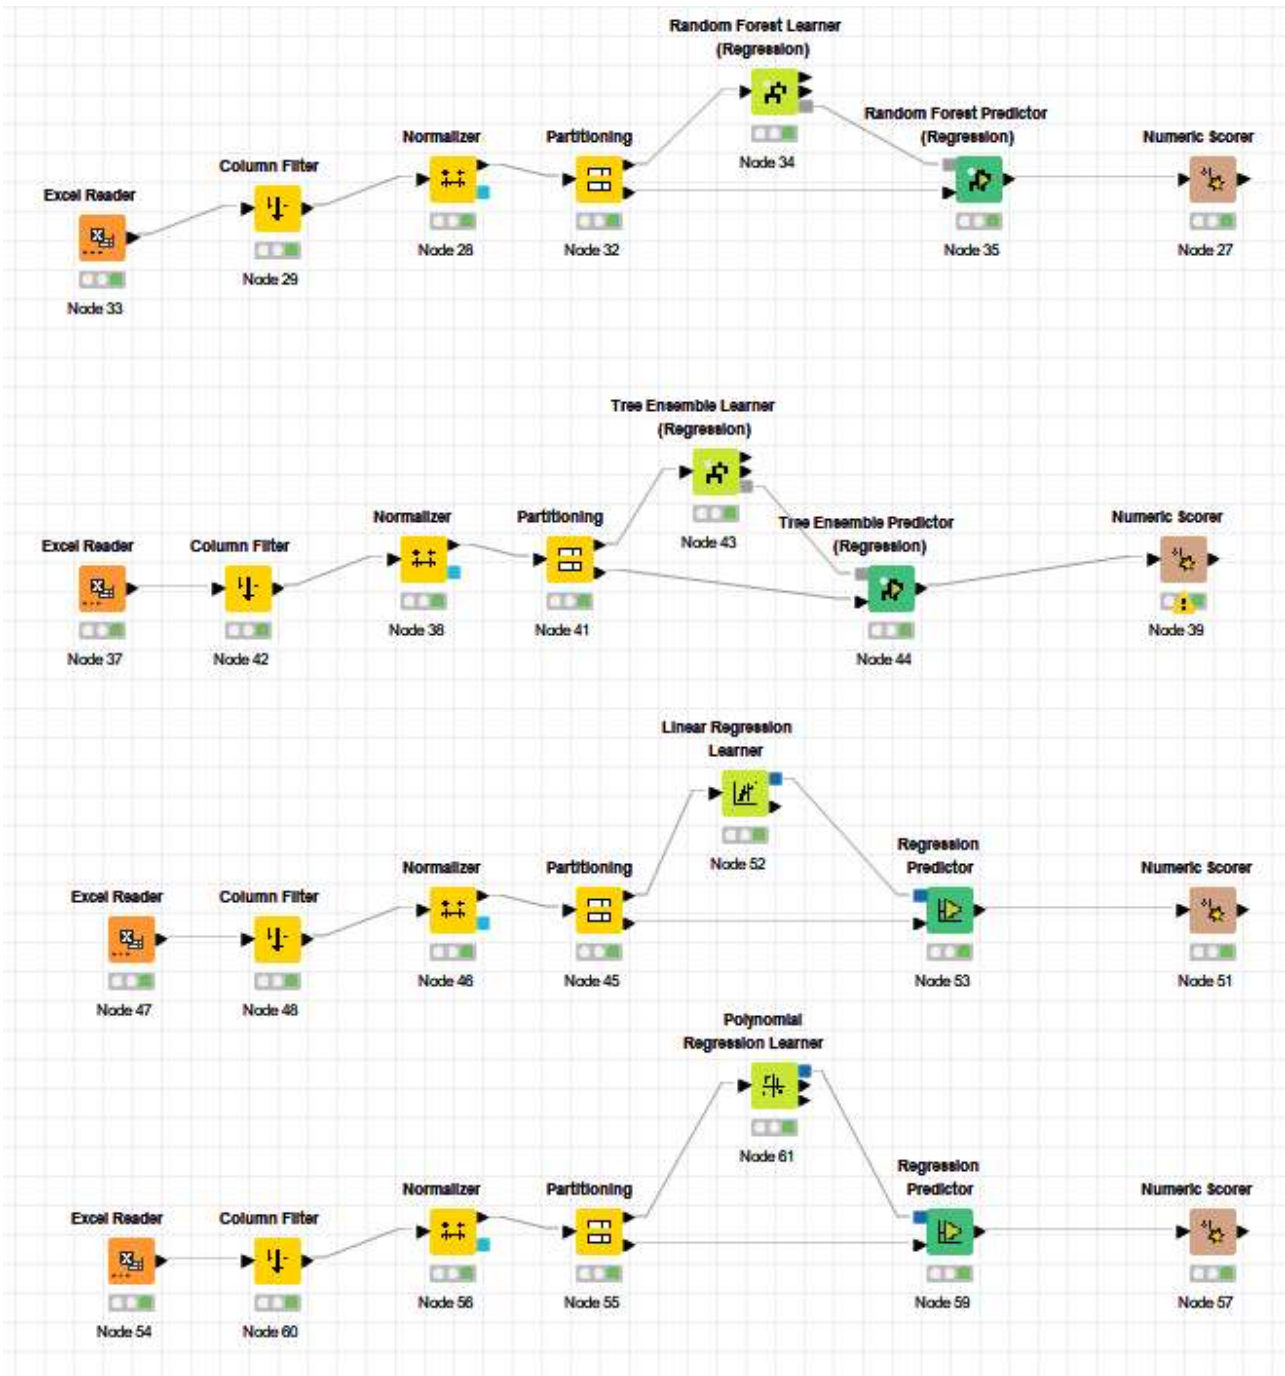 Random Forest Learner
(Regression)
Random Forest Predictor
(Regression)
Normalizer
Partitioning
Numeric Scorer
Column Filter
Excel Reader
Node 34
Node 28
Node 32
Node 35
Node 27
Node 29
Node 33
Tree Ensemble Learner
(Regression)
Normalizer
Partitioning
Tree Ensemble Predictor
(Regression)
Numeric Scorer
Excel Reader
Column Filter
Node 43
Node 38
Node 41
Node 39
Node 37
Node 42
Node 44
Linear Regression
Learner
Regression
Predictor
Normalizer
Partitioning
Numeric Scorer
Excel Reader
Column Filter
Node 52
Node 46
Node 45
Node 53
Node 51
Node 47
Node 48
Polynomial
Regression Learner
Node 61
Regression
Predictor
Normalizer
Partitioning
Numeric Scorer
Excel Reader
Column Filter
Node 56
Node 55
Node 59
Node 57
Node 54
Node 60